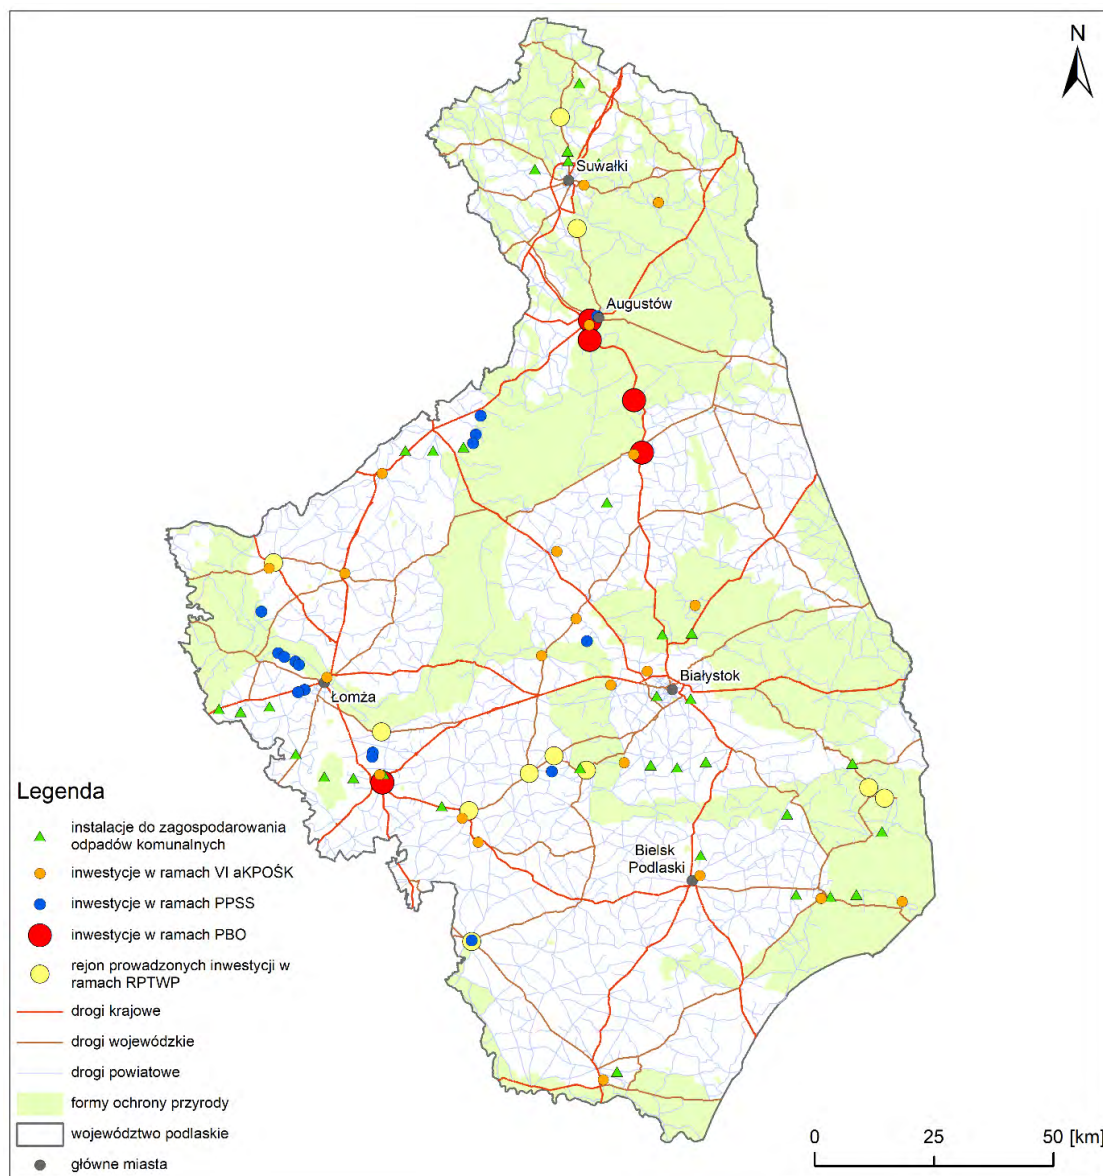 N
Suwałki
Augustów
Białystok
Łomża
Bielsk
Podlaski
Legenda
instalacje do zagospodarowania
odpadów komunalnych
inwestycje w ramach VI aKPOŚK
inwestycje w ramach PPSS
inwestycje w ramach PBO
rejon prowadzonych inwestycji w
ramach RPTWP
drogi krajowe
drogi wojewódzkie
drogi powiatowe
formy ochrony przyrody
województwo podlaskie
główne miasta
0 25 50 [km]